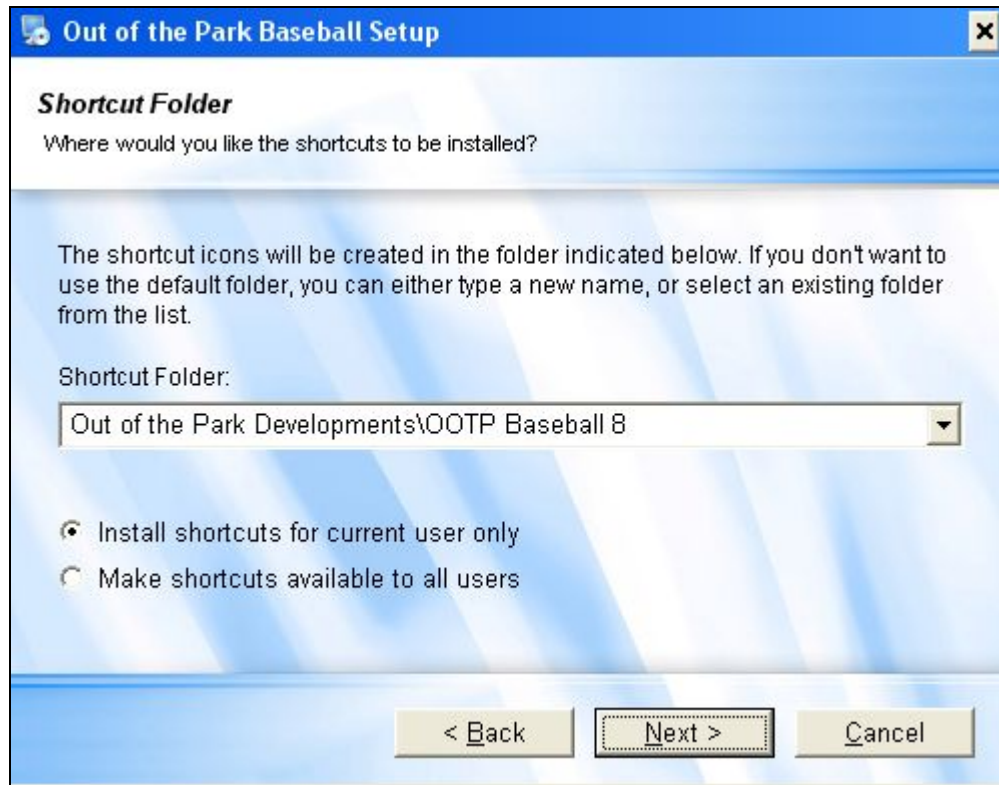 Out of the Park Baseball Setup
Shortcut Folder
Where would you like the shortcuts to be installed?
The shortcut icons will be created in the folder indicated below. If you don't want to
use the default folder, you can either type a new name, or select an existing folder
from the list.
Shortcut Folder:
Out of the Park Developments\OOTP Baseball 8
Install shortcuts for current user only
Make shortcuts available to all users
< Back Next > Cancel